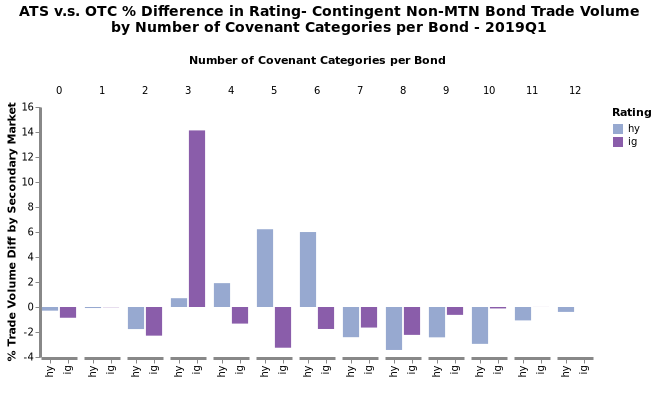 ATS v.s. OTC % Difference in Rating- Contingent Non-MTN Bond Trade Volume
by Number of Covenant Categories per Bond - 2019Q1
Number of Covenant Categories per Bond
0 1 2 3 4 5 6 7 8 9 10 11 12
% Trade Volume Diff by Secondary Market
16
14
12
10
8
6
4
2
0
-2
-4
Rating
hy
ig
hy ig hy ig hy ig hy ig hy ig hy ig hy ig hy ig hy ig hy ig hy ig hy ig hy ig